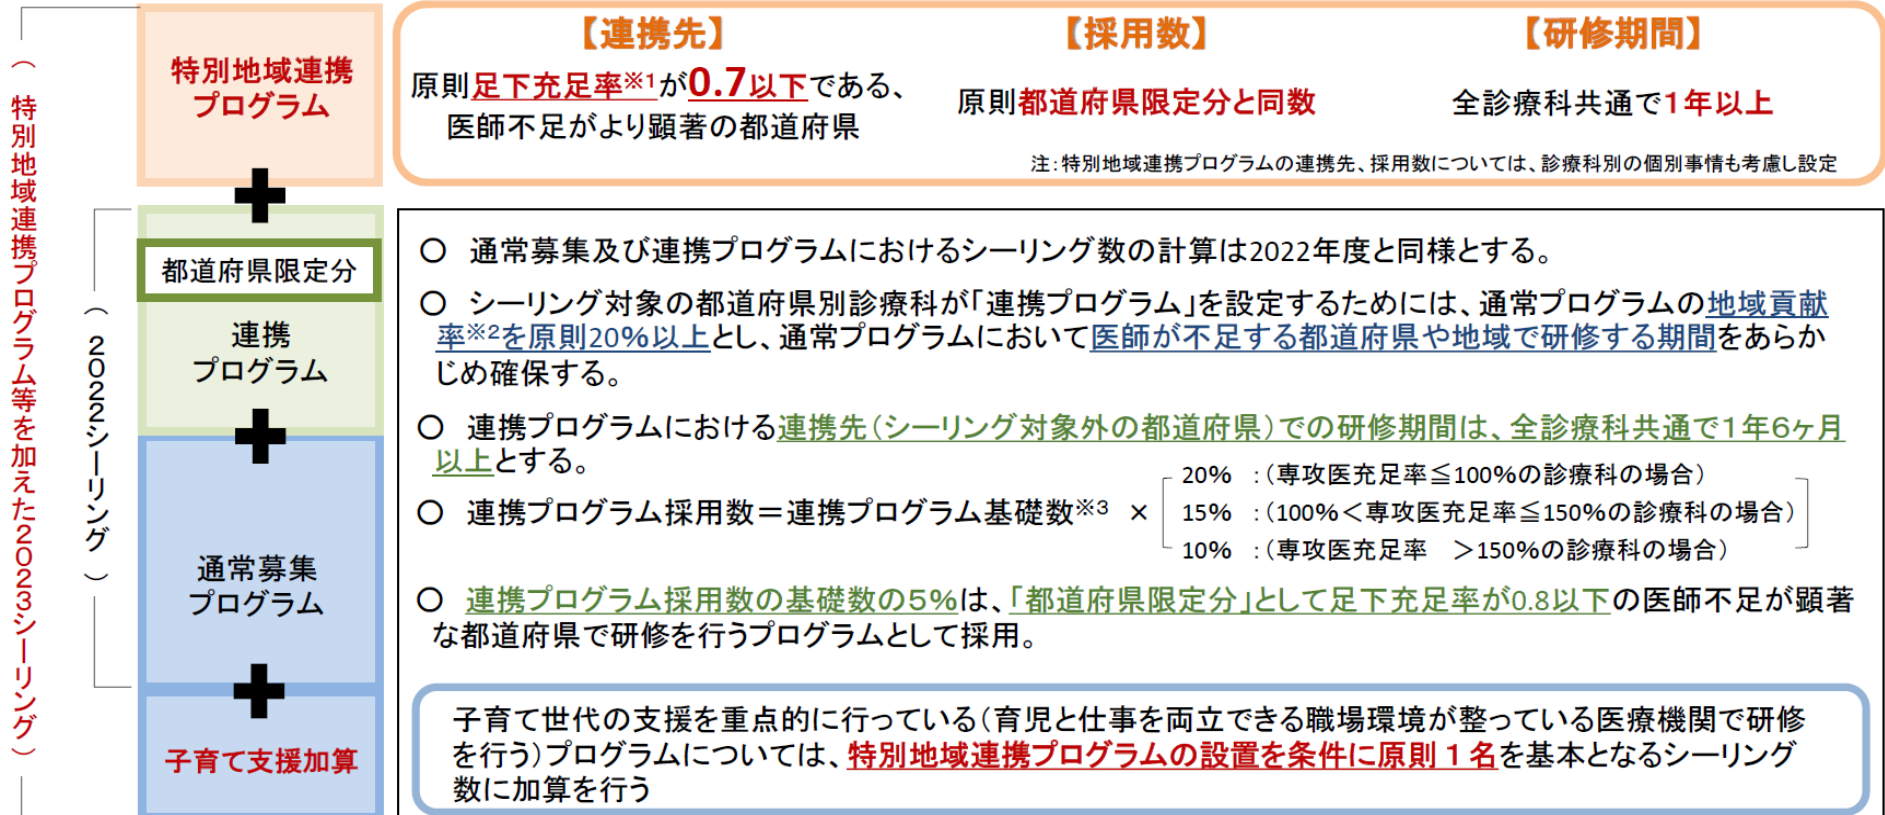 （特別地域連携プログラム等を加えた２０２３シーリング）
（２０２２シーリング）
特別地域連携
プログラム
都道府県限定分
連携
プログラム
通常募集
プログラム
子育て支援加算
【連携先】
原則足下充足率※1が0.7以下である、
医師不足がより顕著の都道府県
【採用数】
原則都道府県限定分と同数
【研修期間】
全診療科共通で1年以上
注：特別地域連携プログラムの連携先、採用数については、診療科別の個別事情も考慮し設定
○　通常募集及び連携プログラムにおけるシーリング数の計算は2022年度と同様とする。
○　シーリング対象の都道府県別診療科が「連携プログラム」を設定するためには、通常プログラムの地域貢献
率※2を原則20%以上とし、通常プログラムにおいて医師が不足する都道府県や地域で研修する期間をあらか
じめ確保する。
○　連携プログラムにおける連携先（シーリング対象外の都道府県）での研修期間は、全診療科共通で１年６ヶ月
以上とする。
○　連携プログラム採用数＝連携プログラム基礎数※3　×
20%　：（専攻医充足率≦100%の診療科の場合）
15%　：（100%＜専攻医充足率≦150%の診療科の場合）
10%　：（専攻医充足率　＞150%の診療科の場合）
○　連携プログラム採用数の基礎数の５%は、「都道府県限定分」として足下充足率が0.8以下の医師不足が顕著
な都道府県で研修を行うプログラムとして採用。
子育て世代の支援を重点的に行っている（育児と仕事を両立できる職場環境が整っている医療機関で研修
を行う）プログラムについては、特別地域連携プログラムの設置を条件に原則１名を基本となるシーリング
数に加算を行う